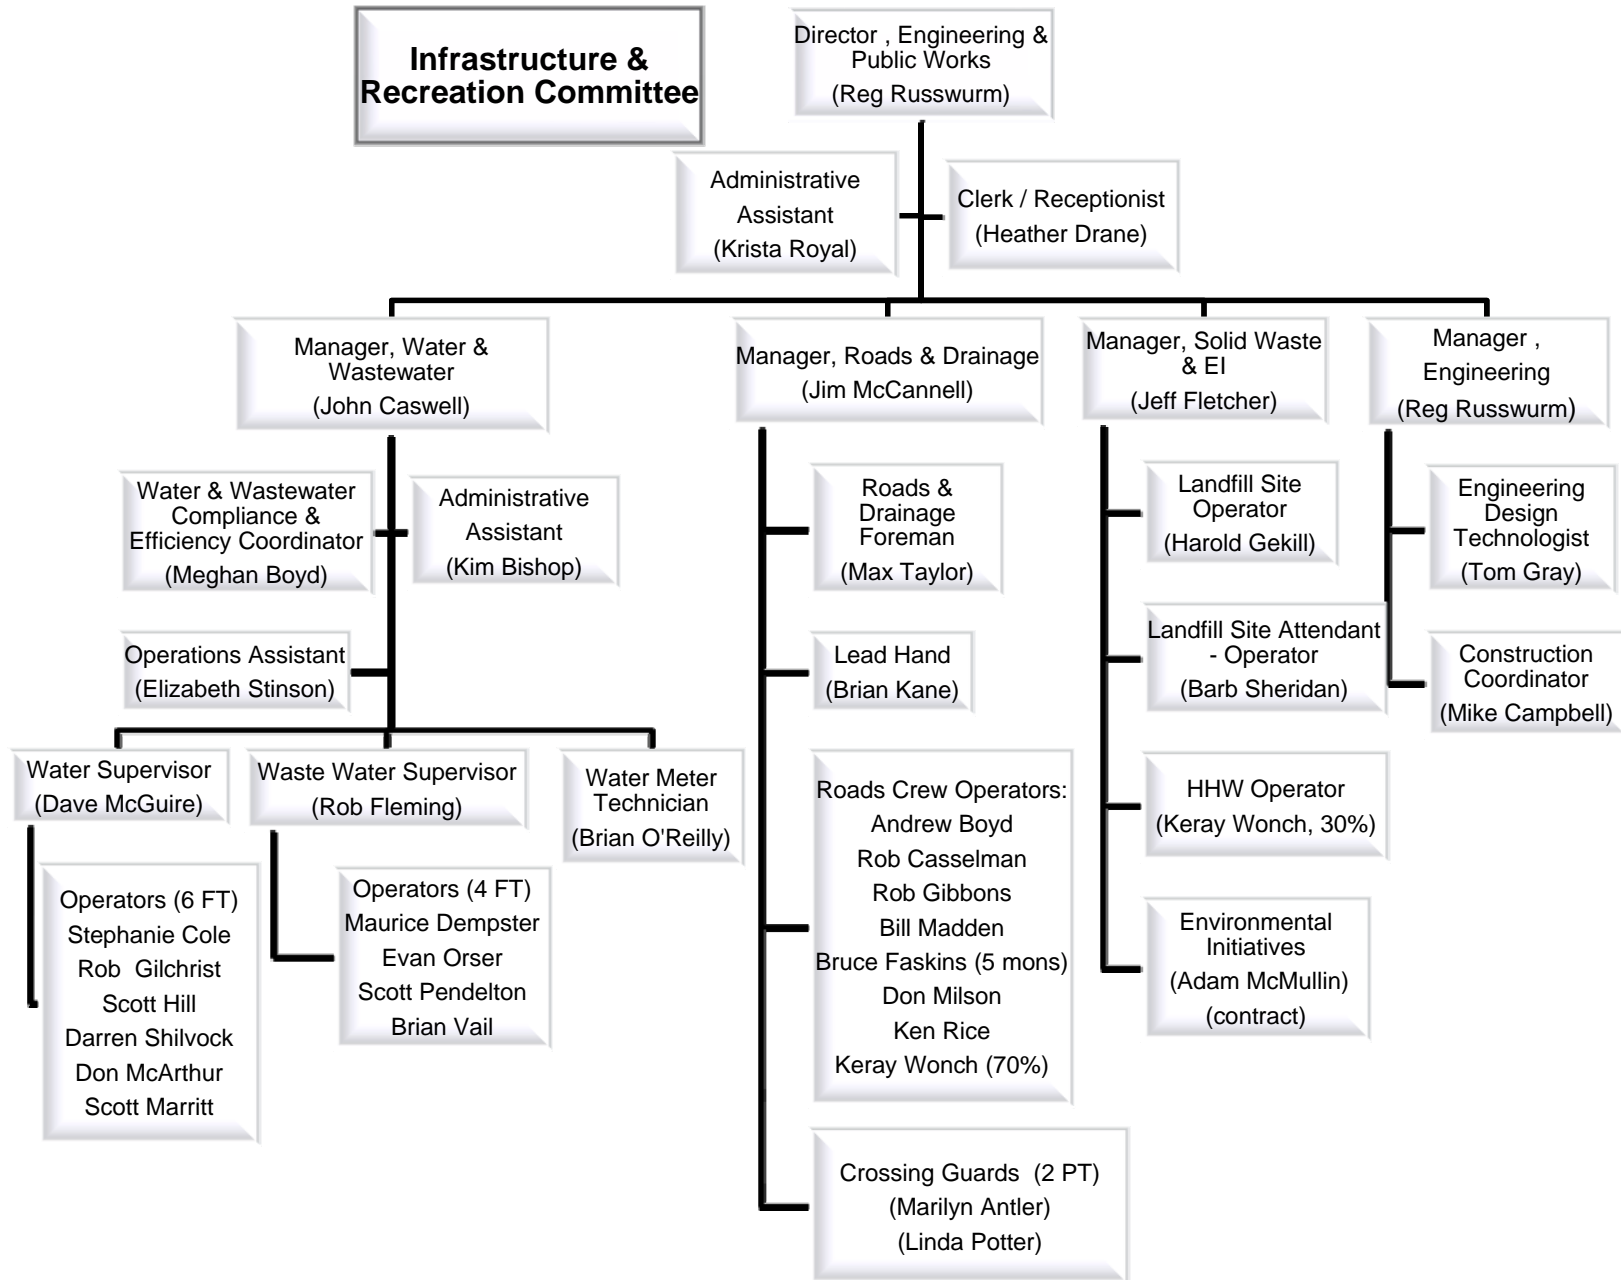 Infrastructure &
Recreation Committee
Director , Engineering &
Public Works
(Reg Russwurm)
Administrative
Assistant
(Krista Royal)
Clerk / Receptionist
(Heather Drane)
Manager, Water &
Wastewater
(John Caswell)
Manager, Roads & Drainage
(Jim McCannell)
Manager, Solid Waste
& EI
(Jeff Fletcher)
Manager ,
Engineering
(Reg Russwurm)
Water & Wastewater
Compliance &
Efficiency Coordinator
(Meghan Boyd)
Administrative
Assistant
(Kim Bishop)
Operations Assistant
(Elizabeth Stinson)
Water Supervisor
(Dave McGuire)
Waste Water Supervisor
(Rob Fleming)
Water Meter
Technician
(Brian O'Reilly)
Operators (6 FT)
Stephanie Cole
Rob  Gilchrist
Scott Hill
Darren Shilvock
Don McArthur
Scott Marritt
Operators (4 FT)
Maurice Dempster
Evan Orser
Scott Pendelton
Brian Vail
Roads &
Drainage
Foreman
(Max Taylor)
Lead Hand
(Brian Kane)
Roads Crew Operators:
Andrew Boyd
Rob Casselman
Rob Gibbons
Bill Madden
Bruce Faskins (5 mons)
Don Milson
Ken Rice
Keray Wonch (70%)
Crossing Guards  (2 PT)
(Marilyn Antler)
(Linda Potter)
Landfill Site
Operator
(Harold Gekill)
Landfill Site Attendant
- Operator
(Barb Sheridan)
HHW Operator
(Keray Wonch, 30%)
Environmental
Initiatives
(Adam McMullin)
(contract)
Engineering
Design
Technologist
(Tom Gray)
Construction
Coordinator
(Mike Campbell)